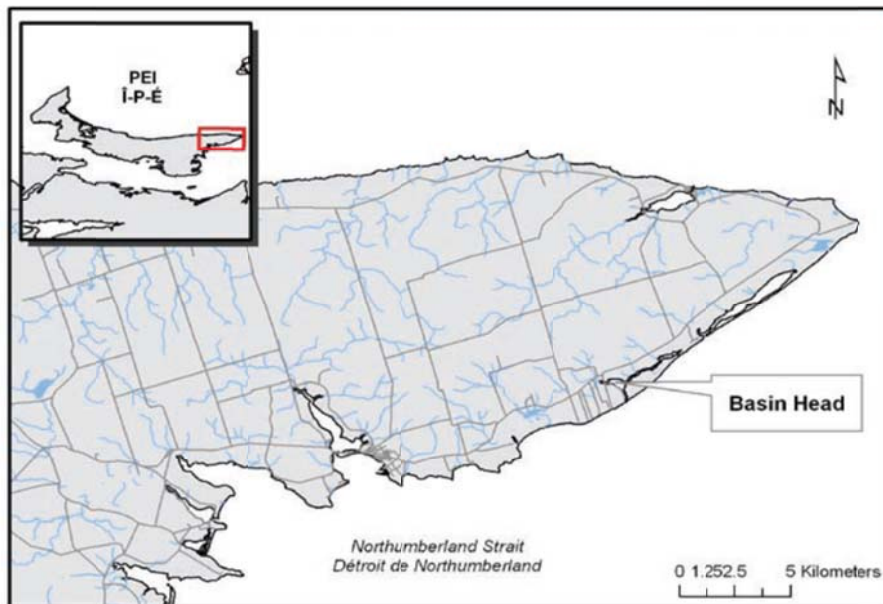 PEI
Î-P-É
N
Basin Head
Northumberland Strait
Détroit de Northumberland
0 1.252.5 5 Kilometers